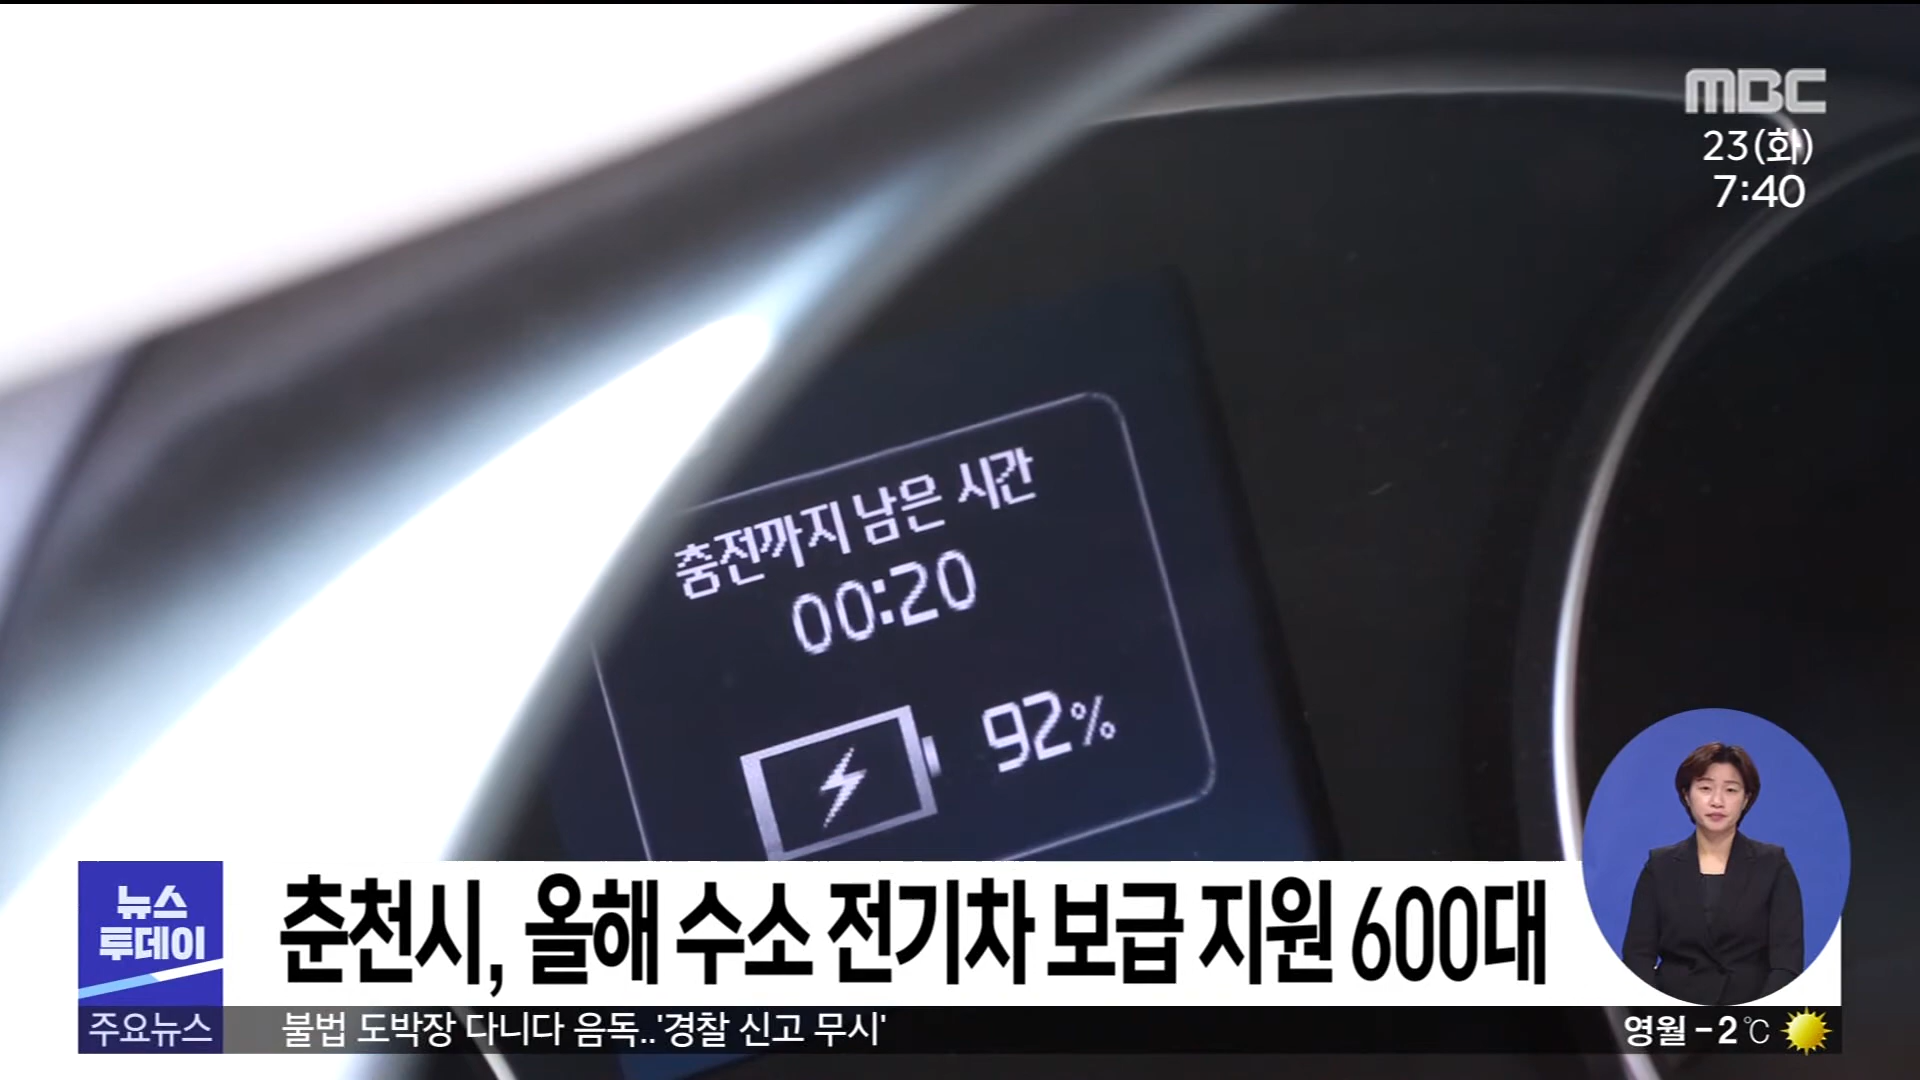 MBC
23(화)
7:40
충전까지 남은 시간
00:20
92%
뉴스
투데이
춘천시, 올해 수소 전기차 보급 지원 600대
주요뉴스
불법 도박장 다니다 음독..'경찰 신고 무시'
영월 -2℃